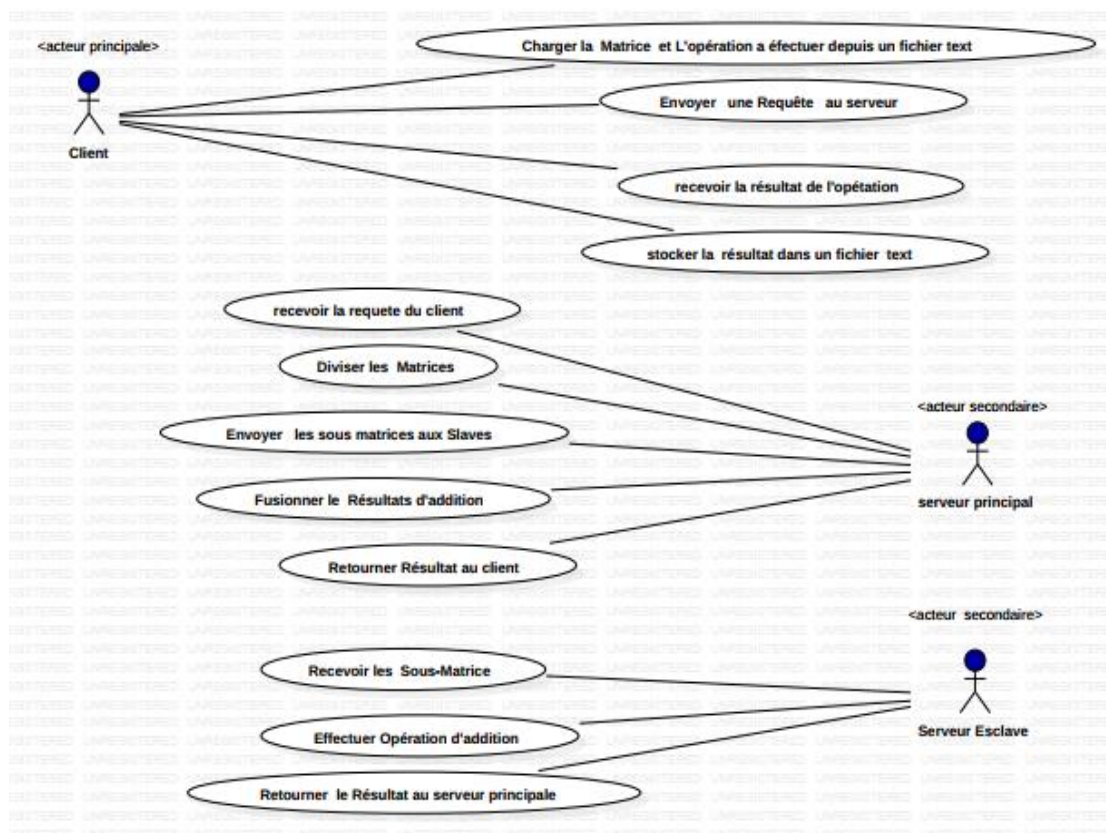 <acteur principale>
Charger la Matrice et L'opération a éfectuer depuis un fichier text
Envoyer une Requête au serveur
Client
recevoir la résultat de l'opétation
stocker la résultat dans un fichier text
recevoir la requete du client
Diviser les Matrices
<acteur secondaire>
Envoyer les sous matrices aux Slaves
Fusionner le Résultats d'addition
serveur principal
Retourner Résultat au client
<acteur secondaire>
Recevoir les Sous-Matrice
Effectuer Opération d'addition
Serveur Esclave
Retourner le Résultat au serveur principale